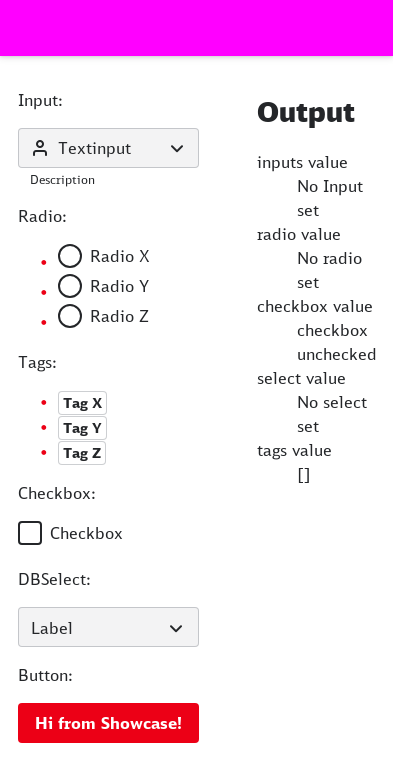 Input:
Textinput
Description
Radio:
Radio X
Radio Y
Radio Z
Tags:
Tag X
Tag Y
Tag Z
Checkbox:
Checkbox
DBSelect:
Label
Button:
Hi from Showcase!
Output
inputs value
No Input
set
radio value
No radio
set
checkbox value
checkbox
unchecked
select value
No select
set
tags value
[]